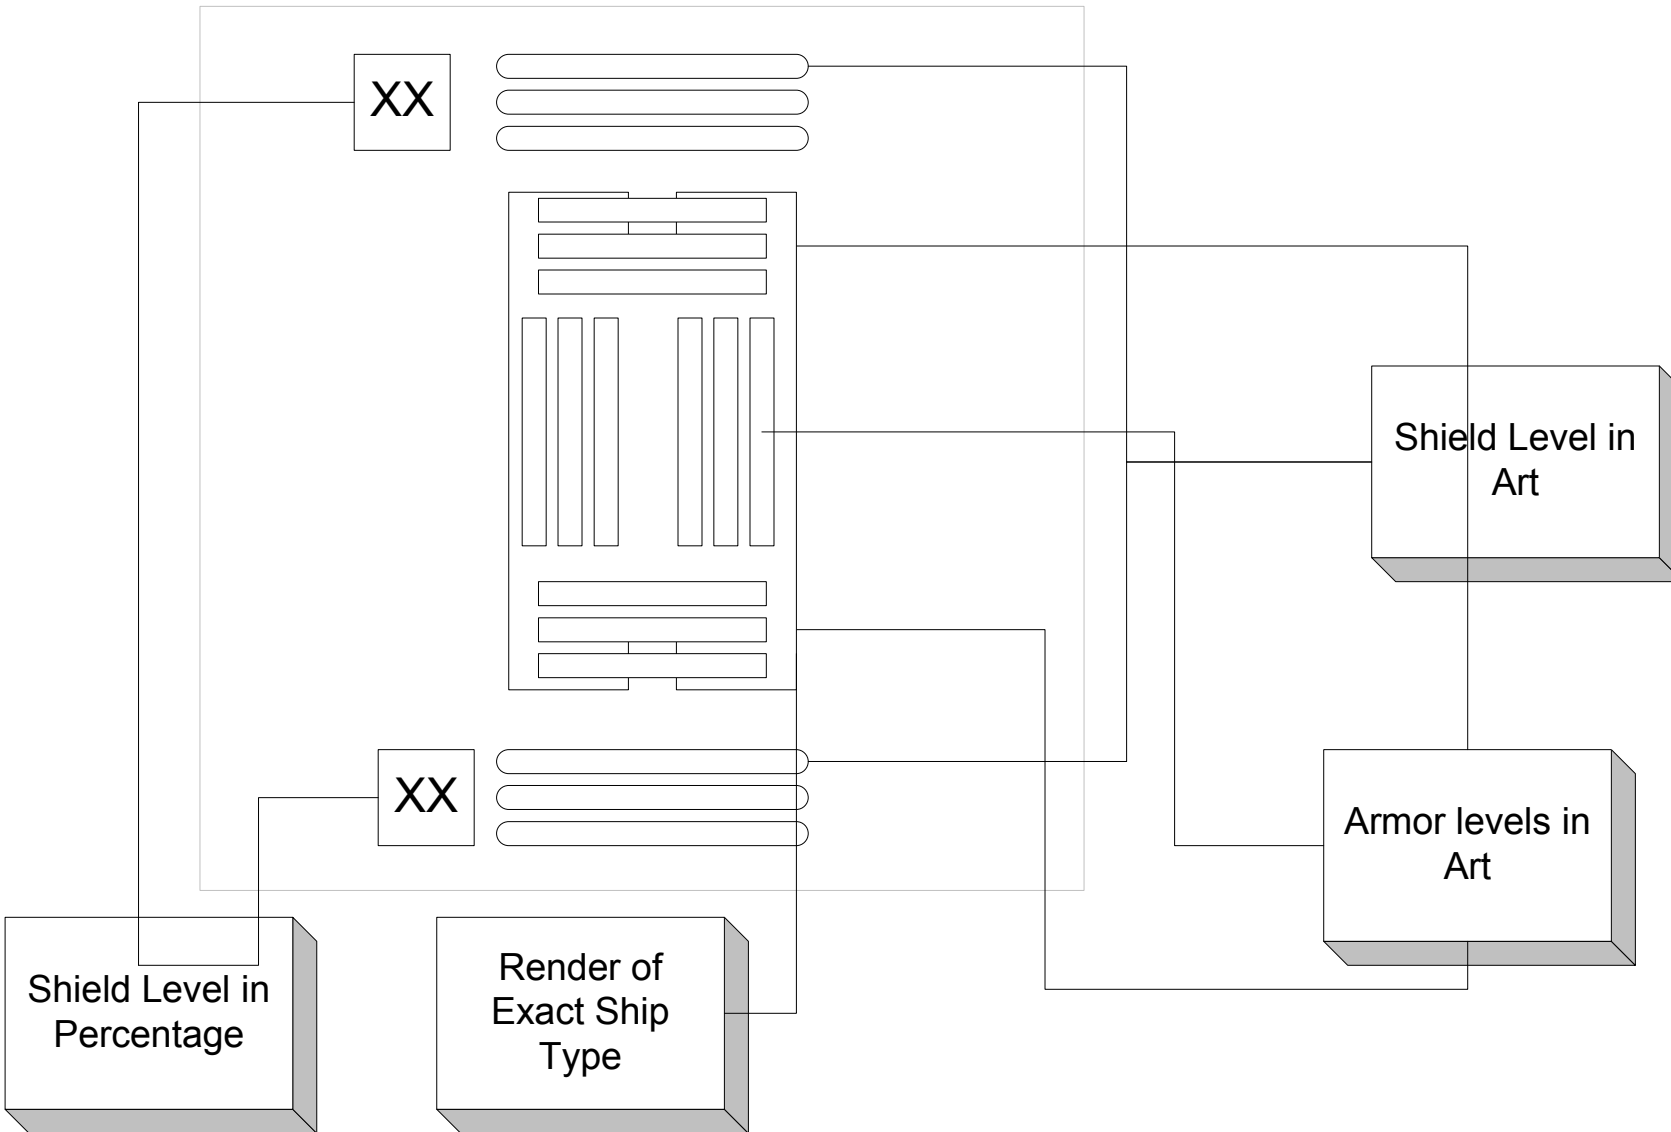 XX
Shield Level in
Art
XX
Armor levels in
Art
Shield Level in
Percentage
Render of
Exact Ship
Type